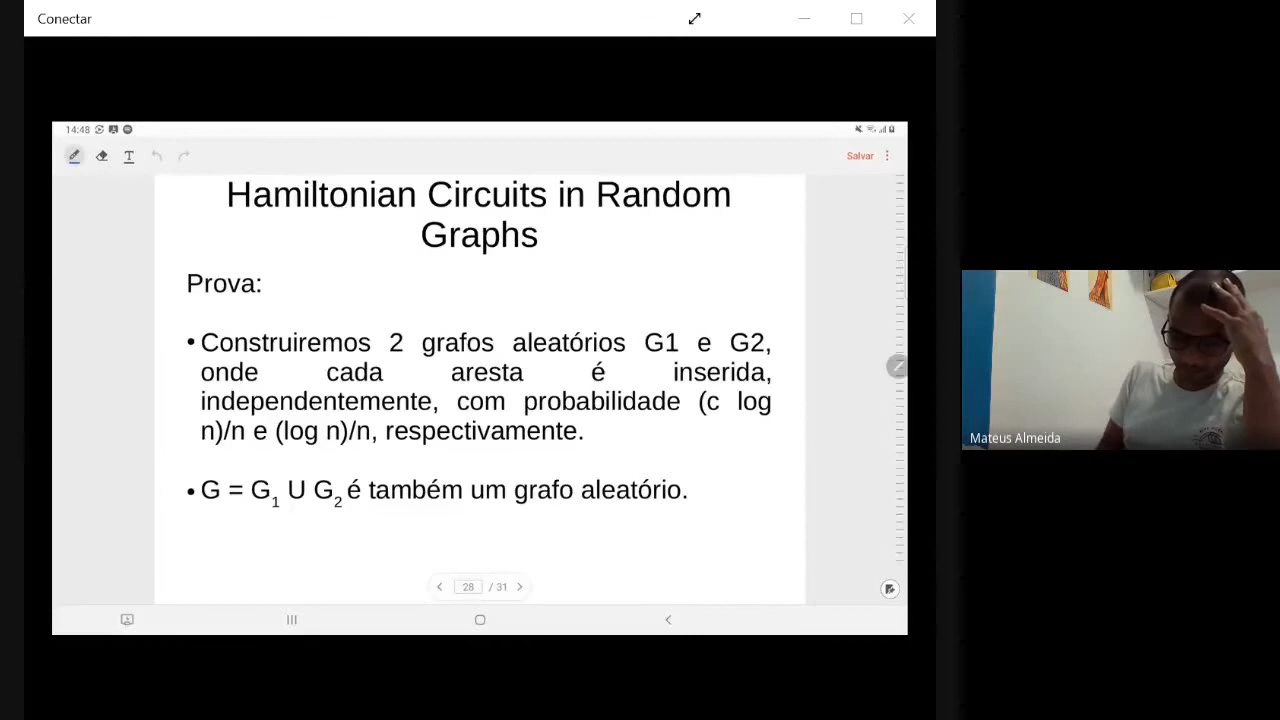 Conectar
14:48
T
Salvar
Hamiltonian Circuits in Random
Graphs
Prova:
• Construiremos 2 grafos aleatórios G1 e G2,
onde cada aresta é inserida,
independentemente, com probabilidade (c log
n)/n e (log n)/n, respectivamente.
• G = G1 U G2 é também um grafo aleatório.
28 / 31
Mateus Almeida